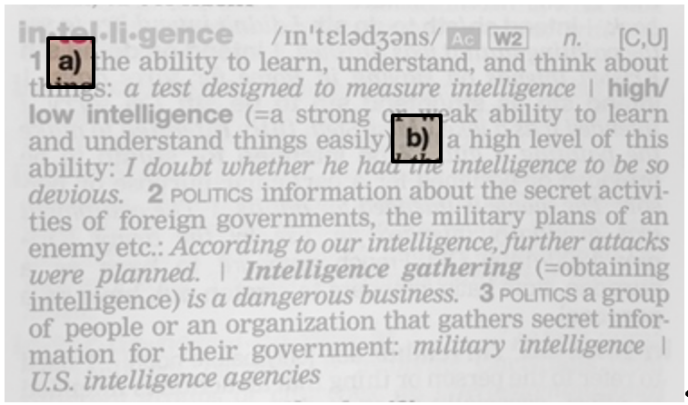 in·tel·li·gence /ɪnˈtɛlədʒəns/ Ac W2 n. [C,U]
1 a) the ability to learn, understand, and think about
things: a test designed to measure intelligence | high/
low intelligence (=a strong or weak ability to learn
and understand things easily) b) a high level of this
ability: I doubt whether he had the intelligence to be so
devious. 2 POLITICS information about the secret activi-
ties of foreign governments, the military plans of an
enemy etc.: According to our intelligence, further attacks
were planned. | Intelligence gathering (=obtaining
intelligence) is a dangerous business. 3 POLITICS a group
of people or an organization that gathers secret infor-
mation for their government: military intelligence |
U.S. intelligence agencies